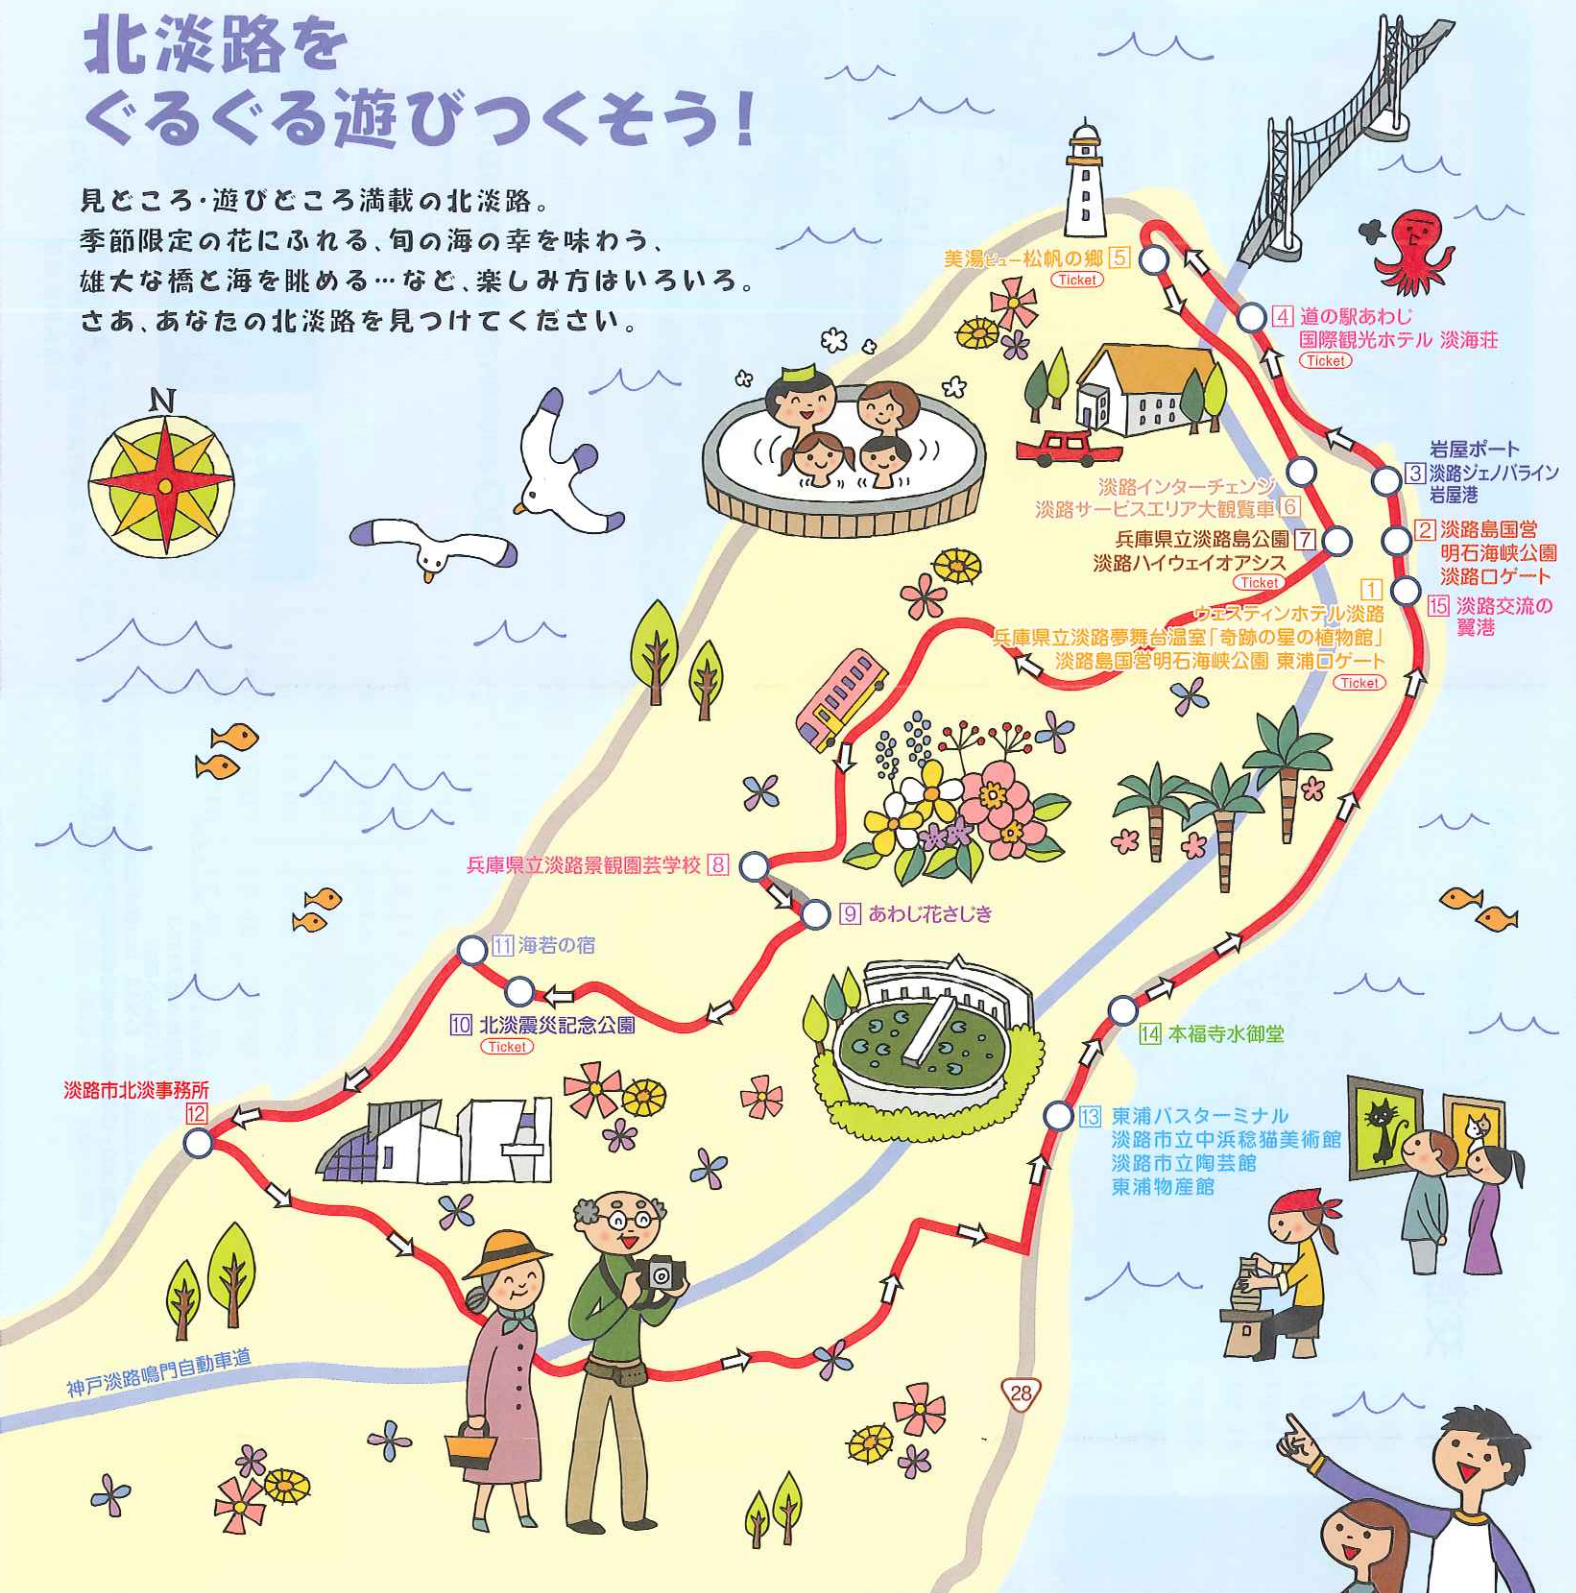 北淡路を
ぐるぐる遊びつくそう!
見どころ・遊びどころ満載の北淡路。
季節限定の花にふれる、旬の海の幸を味わう、
雄大な橋と海を眺める…など、楽しみ方はいろいろ。
さあ、あなたの北淡路を見つけてください。
N
美湯ビュー松帆の郷 5
Ticket
4 道の駅あわじ
国際観光ホテル 淡海荘
Ticket
岩屋ポート
3 淡路ジェノバライン
岩屋港
淡路インターチェンジ
淡路サービスエリア大観覧車 6
兵庫県立淡路島公園 7
淡路ハイウェイオアシス
Ticket
2 淡路島国営
明石海峡公園
淡路口ゲート
1
ウェスティンホテル淡路
兵庫県立淡路夢舞台温室「奇跡の星の植物館」
淡路島国営明石海峡公園 東浦口ゲート
Ticket
15 淡路交流の
翼港
兵庫県立淡路景観園芸学校 8
9 あわじ花さじき
11 海若の宿
10 北淡震災記念公園
Ticket
淡路市北淡事務所
12
14 本福寺水御堂
13 東浦バスターミナル
淡路市立中浜稔猫美術館
淡路市立陶芸館
東浦物産館
神戸淡路鳴門自動車道
28